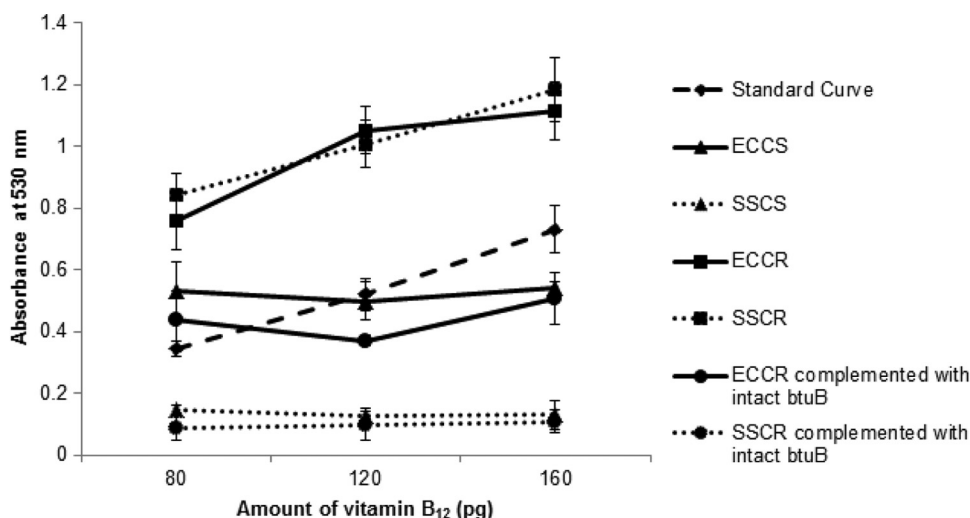 1.4
1.2
1
0.8
0.6
0.4
0.2
0
Absorbance at 530 nm
80
120
160
Amount of vitamin B₁₂ (pg)
Standard Curve
ECCS
SSCS
ECCR
SSCR
ECCR complemented with
intact btuB
SSCR complemented with
intact btuB